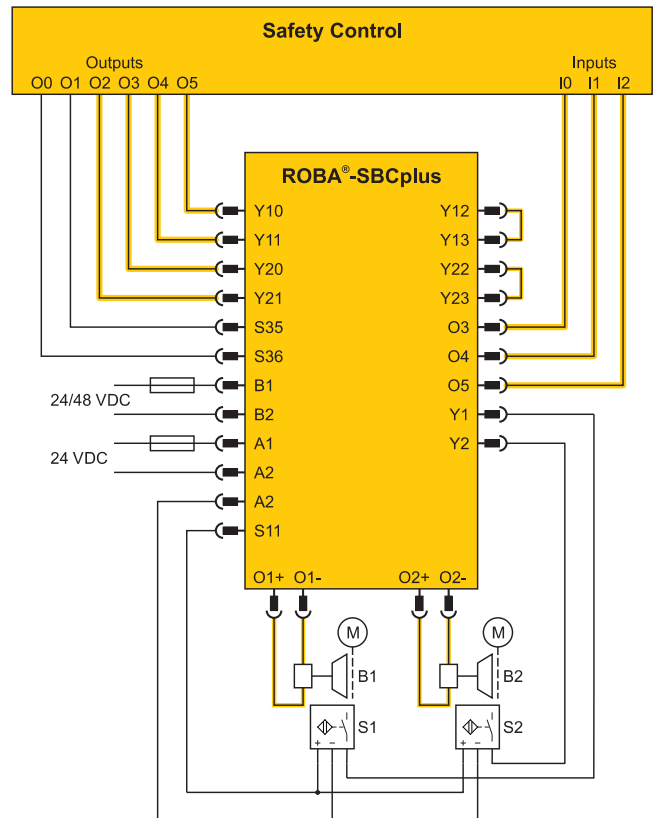 Safety Control
Outputs Inputs
O0 O1 O2 O3 O4 O5 I0 I1 I2
ROBA®-SBCplus
Y10 Y12
Y11 Y13
Y20 Y22
Y21 Y23
S35 O3
S36 O4
B1 O5
24/48 VDC
B2 Y1
A1 Y2
24 VDC
A2
A2
S11
O1+ O1- O2+ O2-
M M
B1 B2
S1 S2
+ − + −